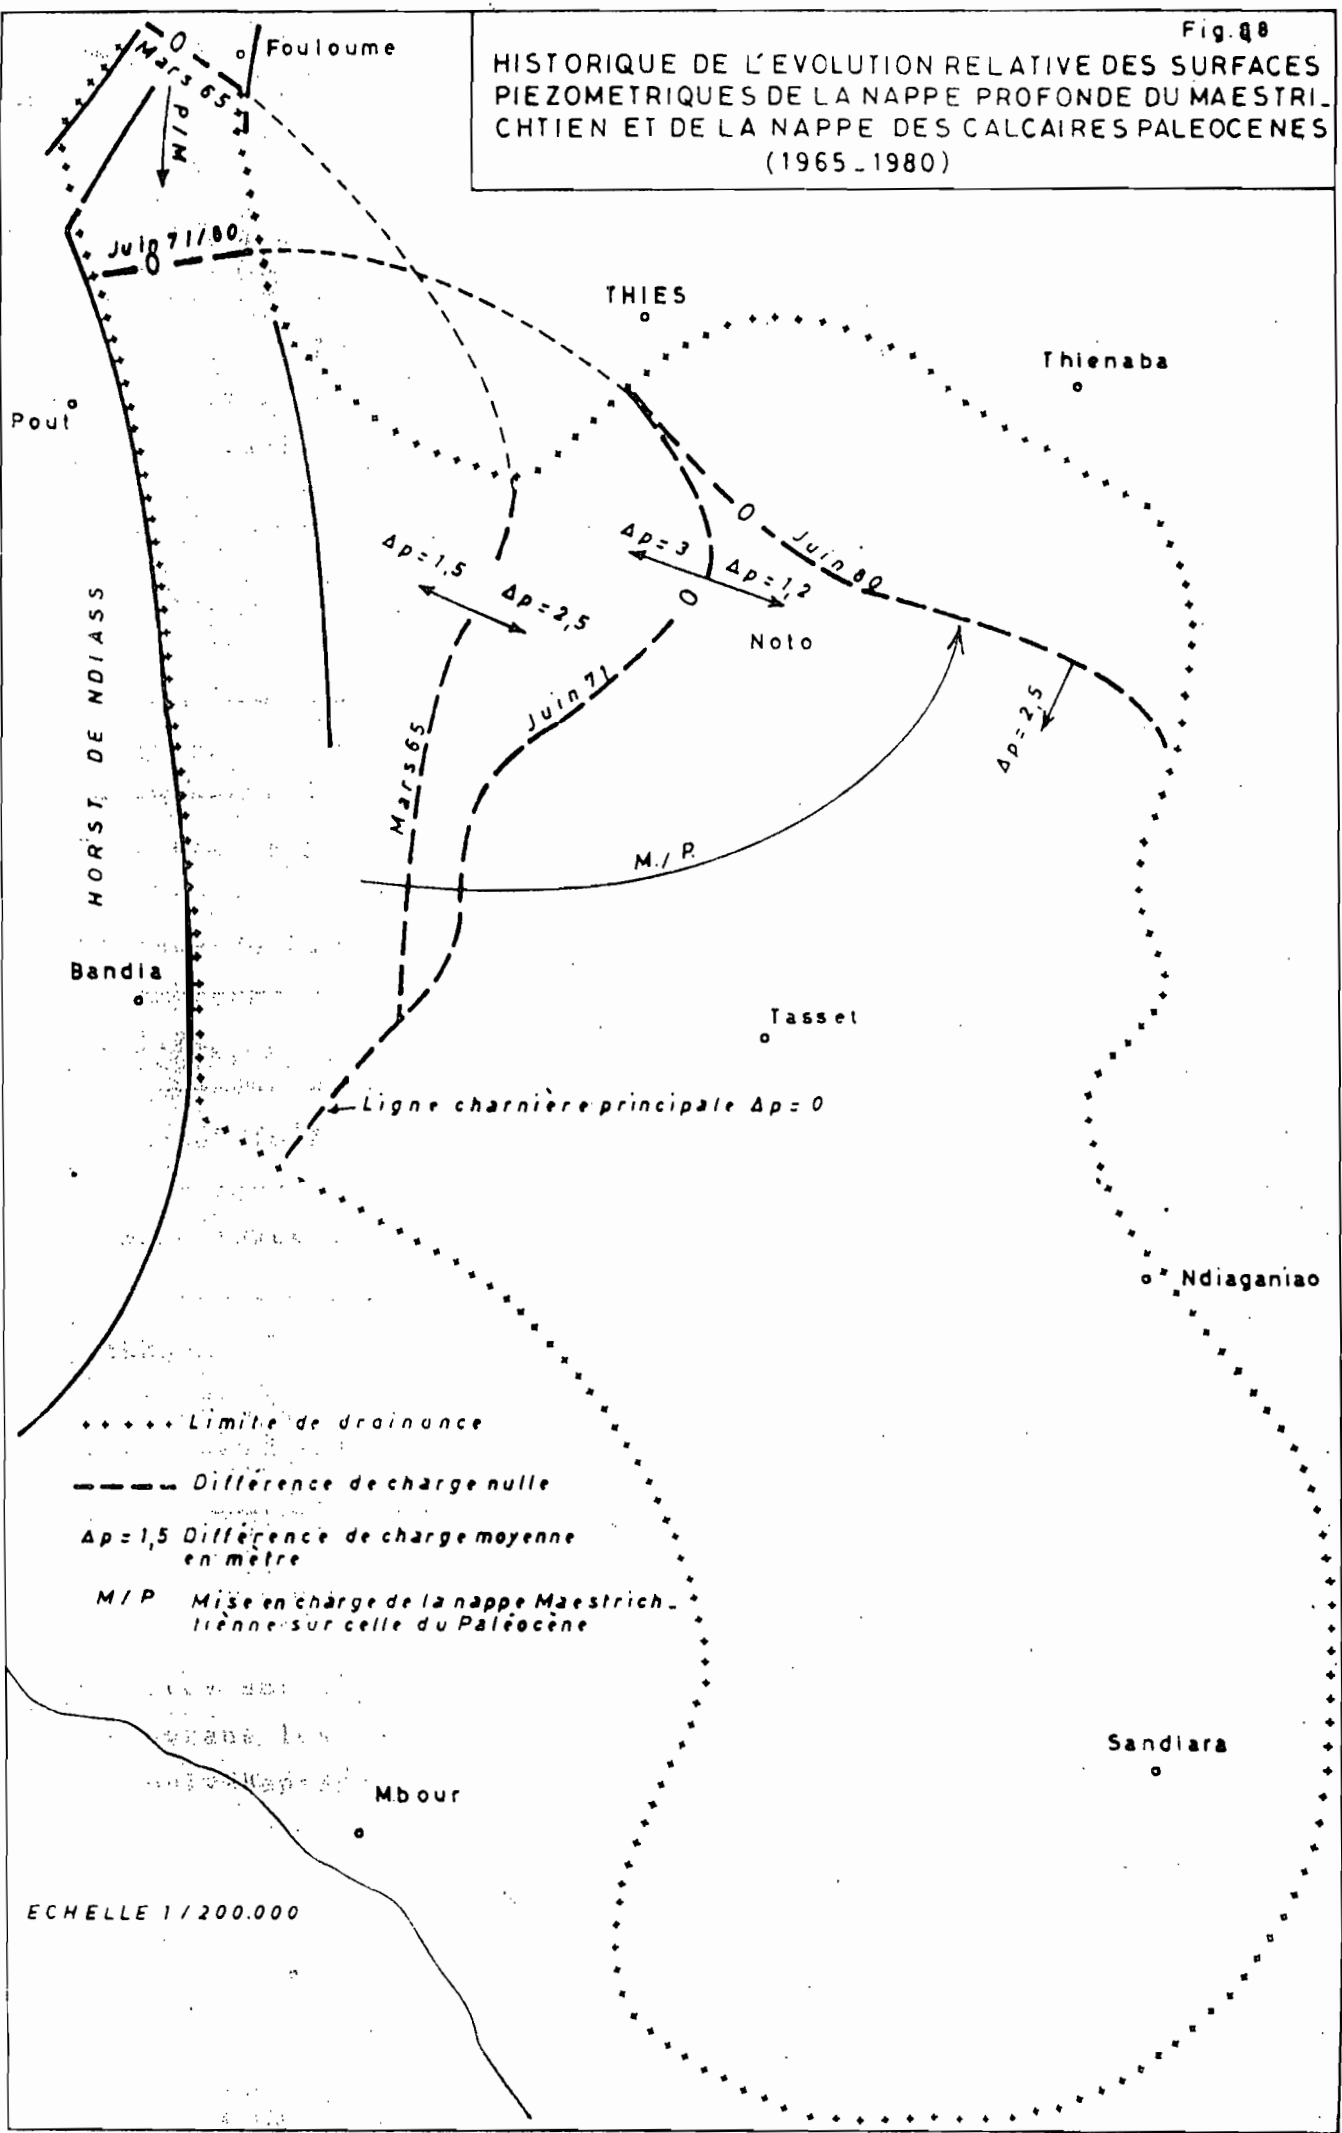 Fig. 88
HISTORIQUE DE L'EVOLUTION RELATIVE DES SURFACES
PIEZOMETRIQUES DE LA NAPPE PROFONDE DU MAESTRI_
CHTIEN ET DE LA NAPPE DES CALCAIRES PALEOCENES
(1965_1980)
O
Fouloume
Mars 65
P/M
Juin 71/80
O
THIES
Thienaba
Pout
O
Juin 80
Δp=3
Δp=1,2
Δp=1,5
Δp=2,5
O
Noto
HORST DE NDIASS
Juin 71
Δp=2,5
Mars 65
M./P.
Bandia
Tasset
Ligne charnière principale Δp=0
Ndiaganiao
+ + + + + Limite de drainance
Différence de charge nulle
Δp=1,5 Différence de charge moyenne
en mètre
M/P Mise en charge de la nappe Maestrich_
tiènne sur celle du Paléocène
Sandiara
Mbour
ECHELLE 1/200.000